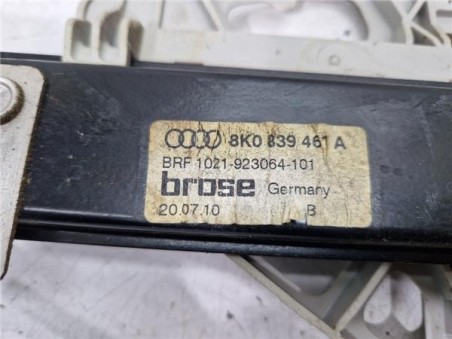 8K0 839 461 A
BRF 1021-923064-101
brose Germany
20.07.10 B